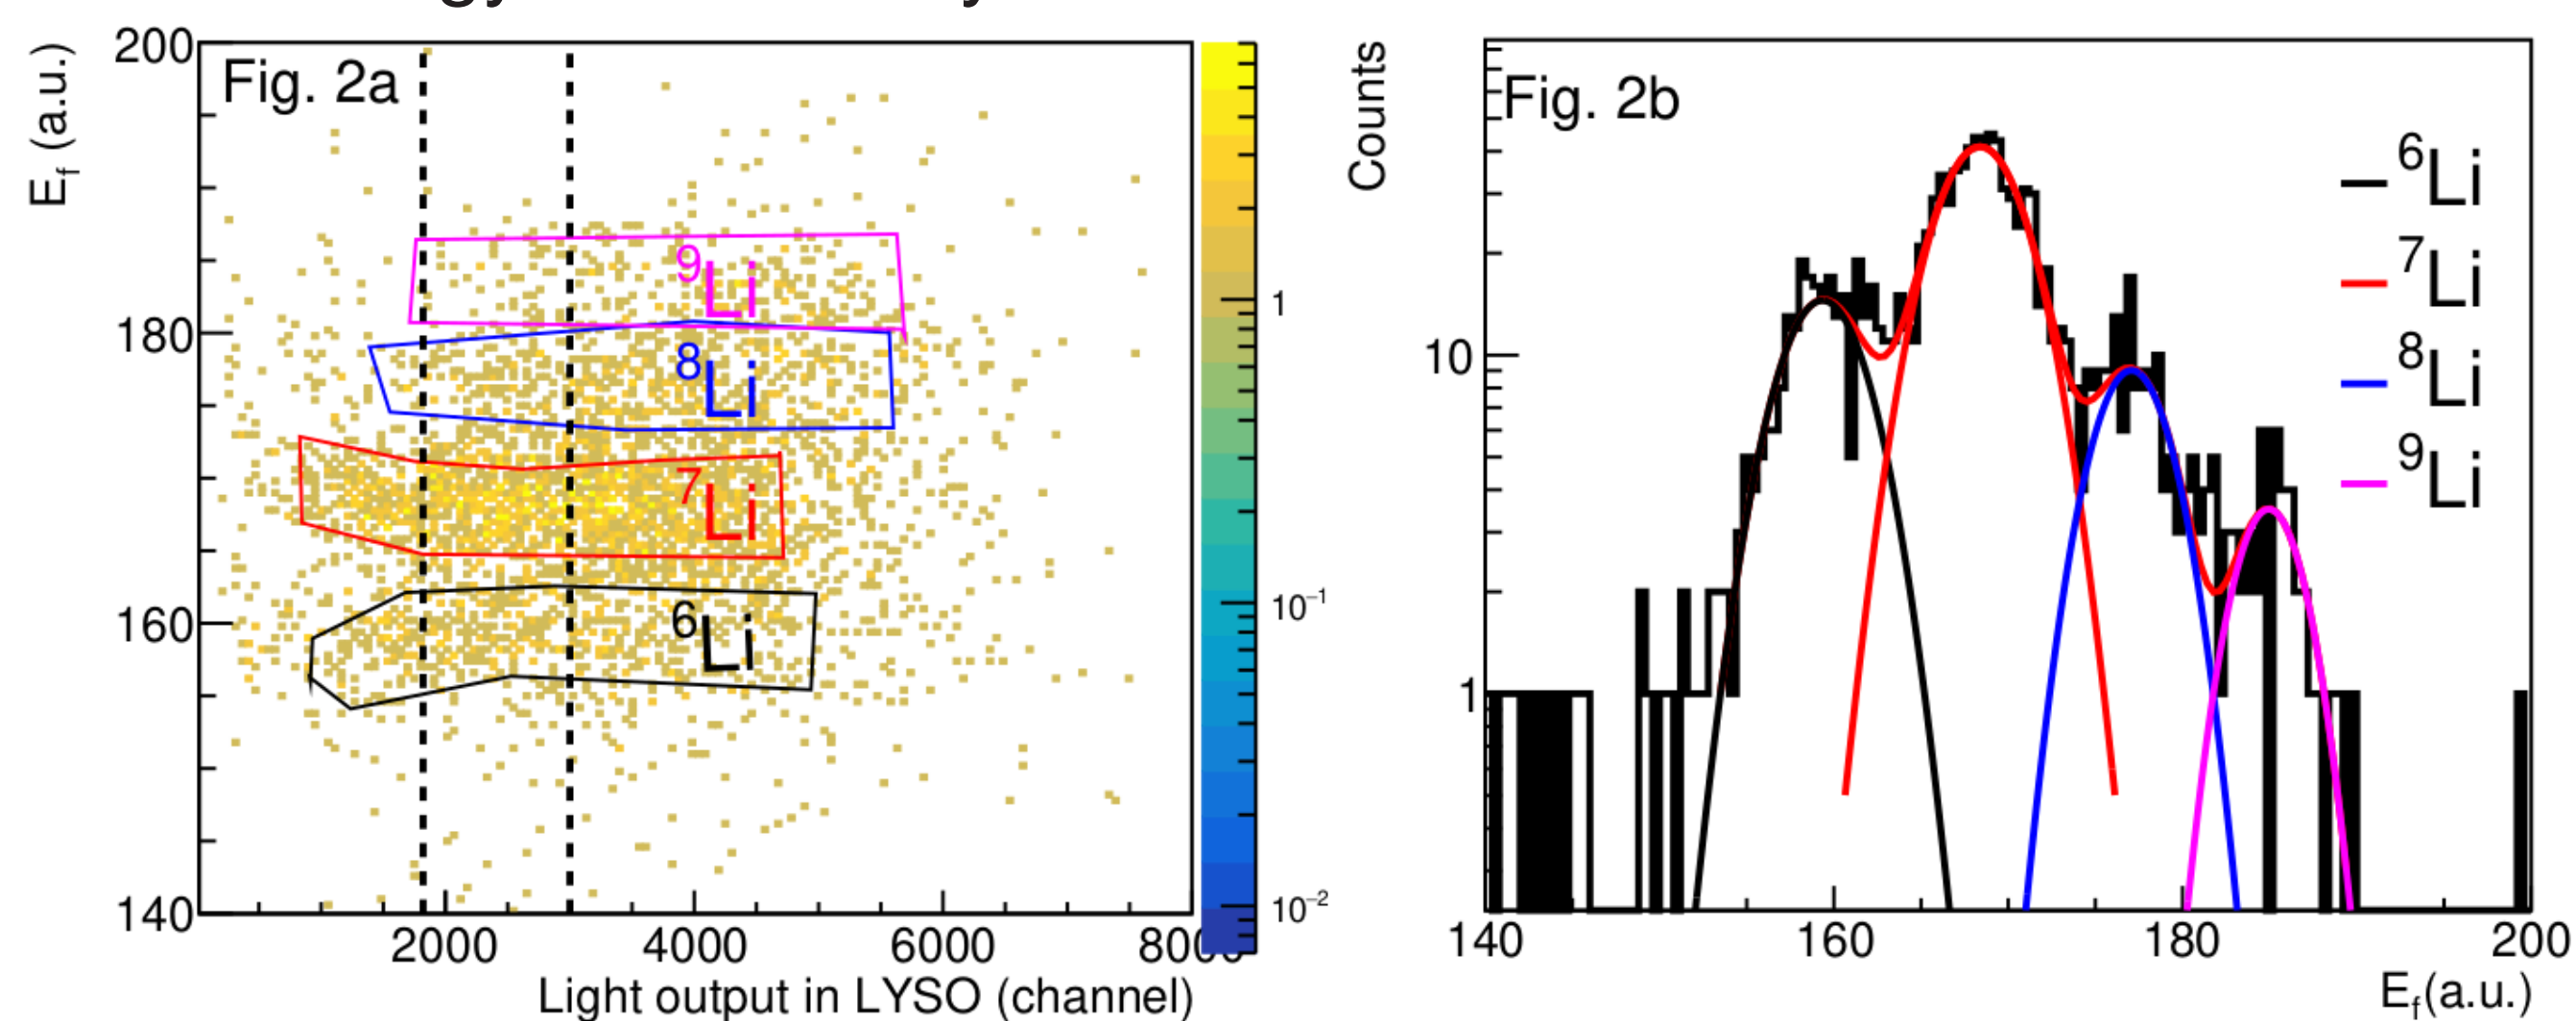 Fig. 2a
E_f (a.u.)
200
180
160
140
2000
4000
6000
8000
Light output in LYSO (channel)
⁹Li
⁸Li
⁷Li
⁶Li
1
10⁻¹
10⁻²
Fig. 2b
Counts
10
1
⁶Li
⁷Li
⁸Li
⁹Li
140
160
180
200
E_f(a.u.)